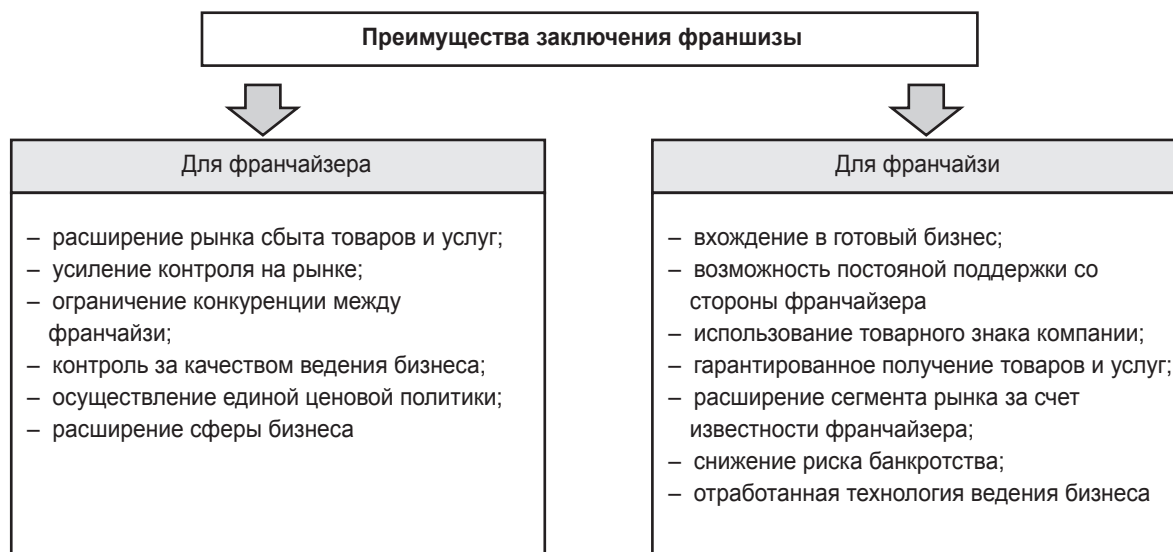 Преимущества заключения франшизы
Для франчайзера
– расширение рынка сбыта товаров и услуг;
– усиление контроля на рынке;
– ограничение конкуренции между
франчайзи;
– контроль за качеством ведения бизнеса;
– осуществление единой ценовой политики;
– расширение сферы бизнеса
Для франчайзи
– вхождение в готовый бизнес;
– возможность постояной поддержки со
стороны франчайзера
– использование товарного знака компании;
– гарантированное получение товаров и услуг;
– расширение сегмента рынка за счет
известности франчайзера;
– снижение риска банкротства;
– отработанная технология ведения бизнеса